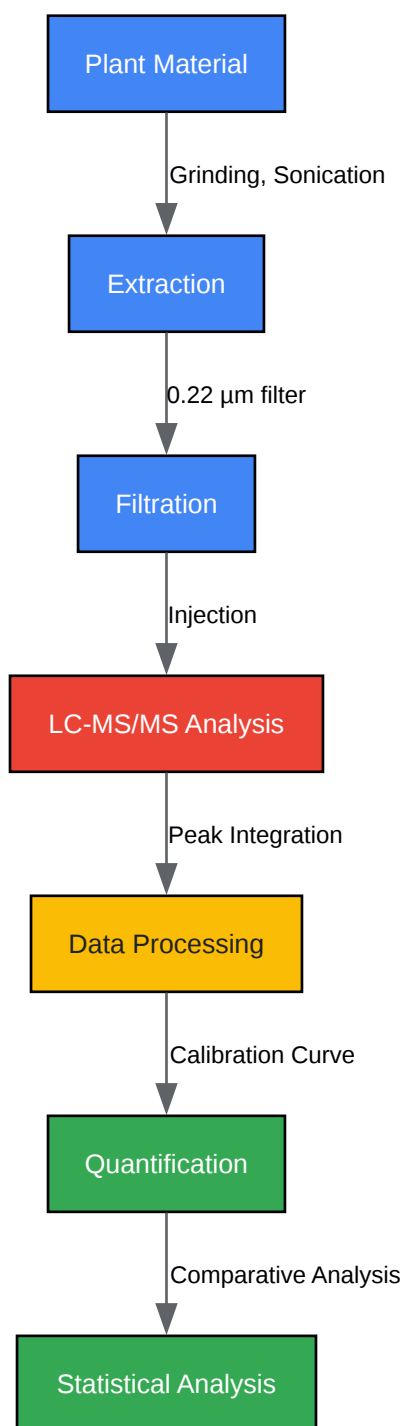 Plant Material
Grinding, Sonication
Extraction
0.22 µm filter
Filtration
Injection
LC-MS/MS Analysis
Peak Integration
Data Processing
Calibration Curve
Quantification
Comparative Analysis
Statistical Analysis